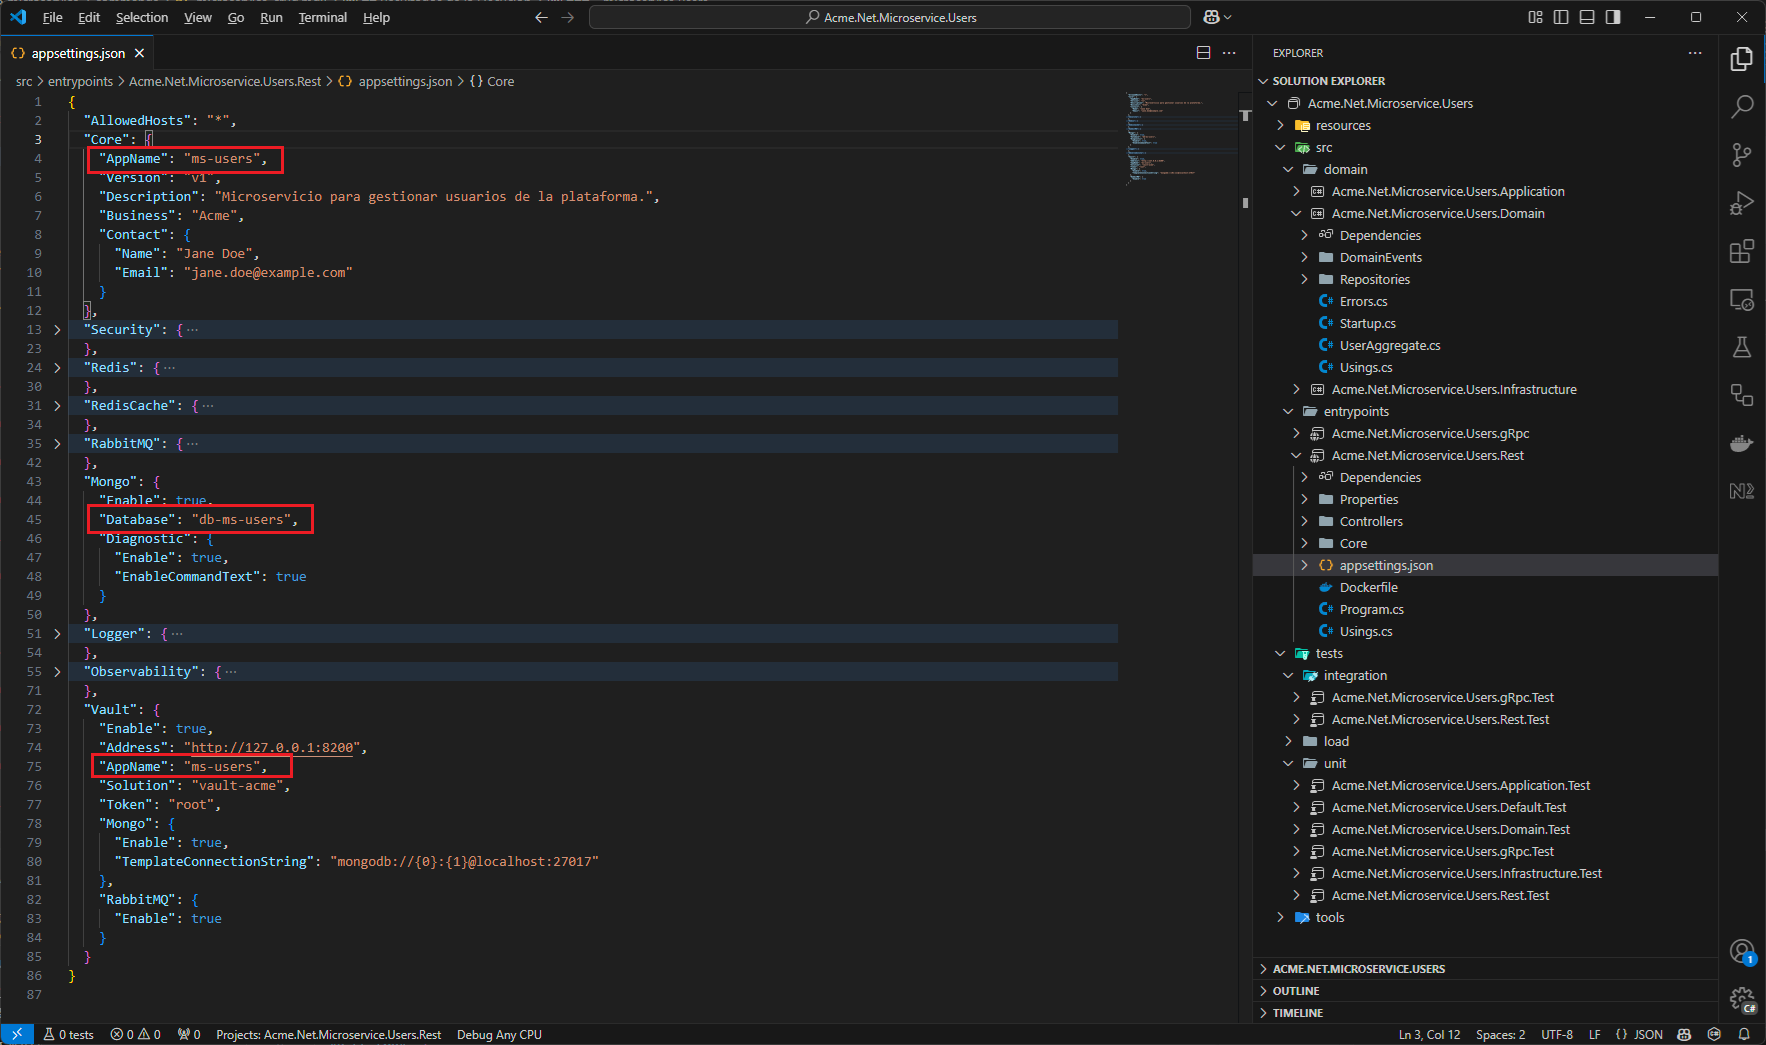 File Edit Selection View Go Run Terminal Help
Acme.Net.Microservice.Users
appsettings.json
src > entrypoints > Acme.Net.Microservice.Users.Rest > {} appsettings.json > {} Core
1 {
2 "AllowedHosts": "*",
3 "Core": {
4 "AppName": "ms-users",
5 "Version": "v1",
6 "Description": "Microservicio para gestionar usuarios de la plataforma.",
7 "Business": "Acme",
8 "Contact": {
9 "Name": "Jane Doe",
10 "Email": "jane.doe@example.com"
11 }
12 },
13 "Security": { ···
23 },
24 "Redis": { ···
30 },
31 "RedisCache": { ···
34 },
35 "RabbitMQ": { ···
42 },
43 "Mongo": {
44 "Enable": true,
45 "Database": "db-ms-users",
46 "Diagnostic": {
47 "Enable": true,
48 "EnableCommandText": true
49 }
50 },
51 "Logger": { ···
54 },
55 "Observability": { ···
71 },
72 "Vault": {
73 "Enable": true,
74 "Address": "http://127.0.0.1:8200",
75 "AppName": "ms-users",
76 "Solution": "vault-acme",
77 "Token": "root",
78 "Mongo": {
79 "Enable": true,
80 "TemplateConnectionString": "mongodb://{0}:{1}@localhost:27017"
81 },
82 "RabbitMQ": {
83 "Enable": true
84 }
85 }
86 }
87
EXPLORER
SOLUTION EXPLORER
Acme.Net.Microservice.Users
resources
src
domain
Acme.Net.Microservice.Users.Application
Acme.Net.Microservice.Users.Domain
Dependencies
DomainEvents
Repositories
Errors.cs
Startup.cs
UserAggregate.cs
Usings.cs
Acme.Net.Microservice.Users.Infrastructure
entrypoints
Acme.Net.Microservice.Users.gRpc
Acme.Net.Microservice.Users.Rest
Dependencies
Properties
Controllers
Core
appsettings.json
Dockerfile
Program.cs
Usings.cs
tests
integration
Acme.Net.Microservice.Users.gRpc.Test
Acme.Net.Microservice.Users.Rest.Test
load
unit
Acme.Net.Microservice.Users.Application.Test
Acme.Net.Microservice.Users.Default.Test
Acme.Net.Microservice.Users.Domain.Test
Acme.Net.Microservice.Users.gRpc.Test
Acme.Net.Microservice.Users.Infrastructure.Test
Acme.Net.Microservice.Users.Rest.Test
tools
ACME.NET.MICROSERVICE.USERS
OUTLINE
TIMELINE
1
C#
0 tests 0 0 0 Projects: Acme.Net.Microservice.Users.Rest Debug Any CPU Ln 3, Col 12 Spaces: 2 UTF-8 LF {} JSON